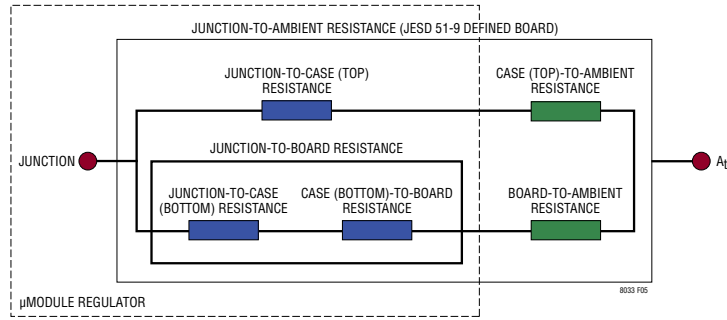 JUNCTION-TO-AMBIENT RESISTANCE (JESD 51-9 DEFINED BOARD)
JUNCTION-TO-CASE (TOP)
RESISTANCE
CASE (TOP)-TO-AMBIENT
RESISTANCE
JUNCTION-TO-BOARD RESISTANCE
JUNCTION
At
JUNCTION-TO-CASE
(BOTTOM) RESISTANCE
CASE (BOTTOM)-TO-BOARD
RESISTANCE
BOARD-TO-AMBIENT
RESISTANCE
8033 F05
µMODULE REGULATOR